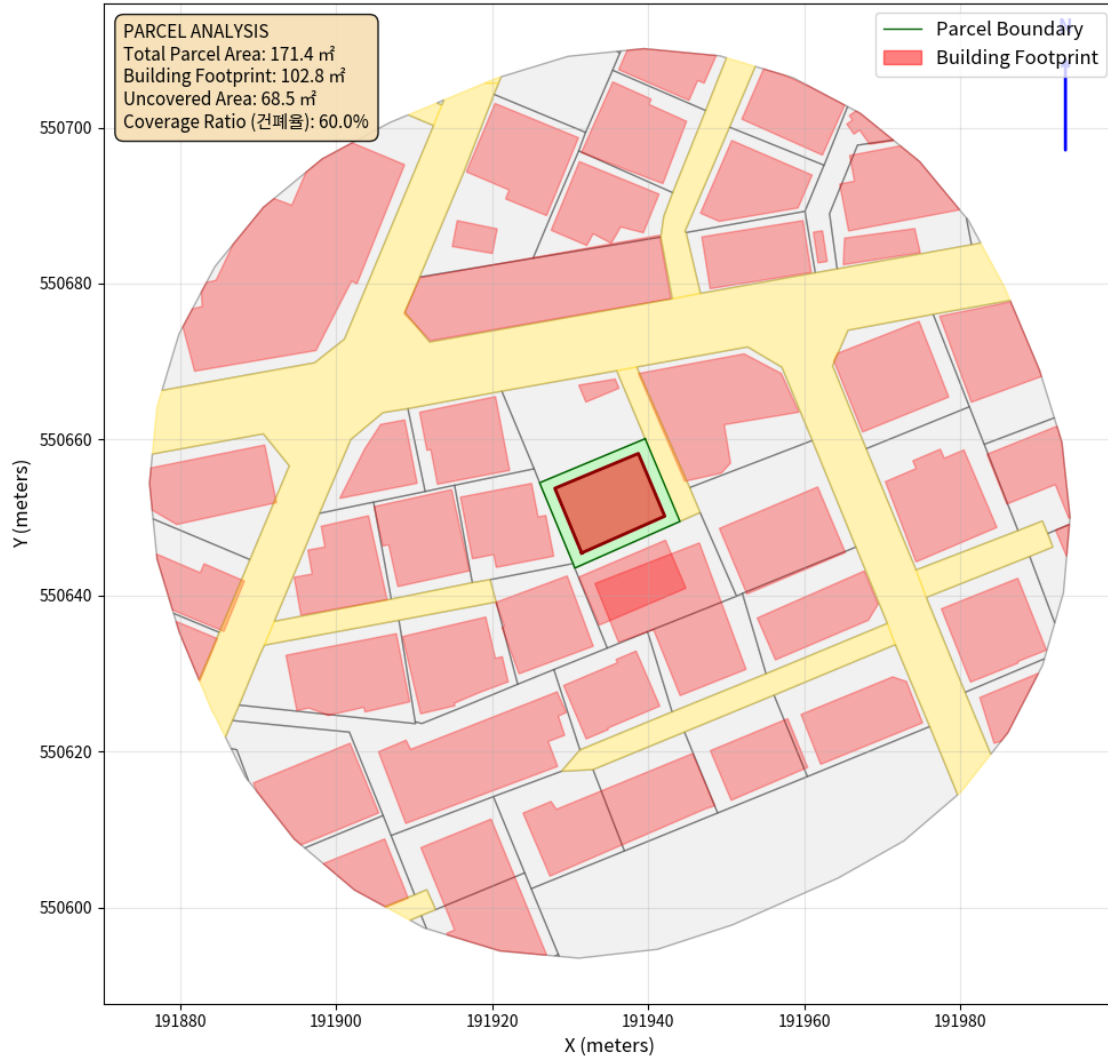 PARCEL ANALYSIS
Total Parcel Area: 171.4 ㎡
Building Footprint: 102.8 ㎡
Uncovered Area: 68.5 ㎡
Coverage Ratio (건폐율): 60.0%
Parcel Boundary
Building Footprint
N
550700
550680
550660
550640
550620
550600
Y (meters)
191880
191900
191920
191940
191960
191980
X (meters)